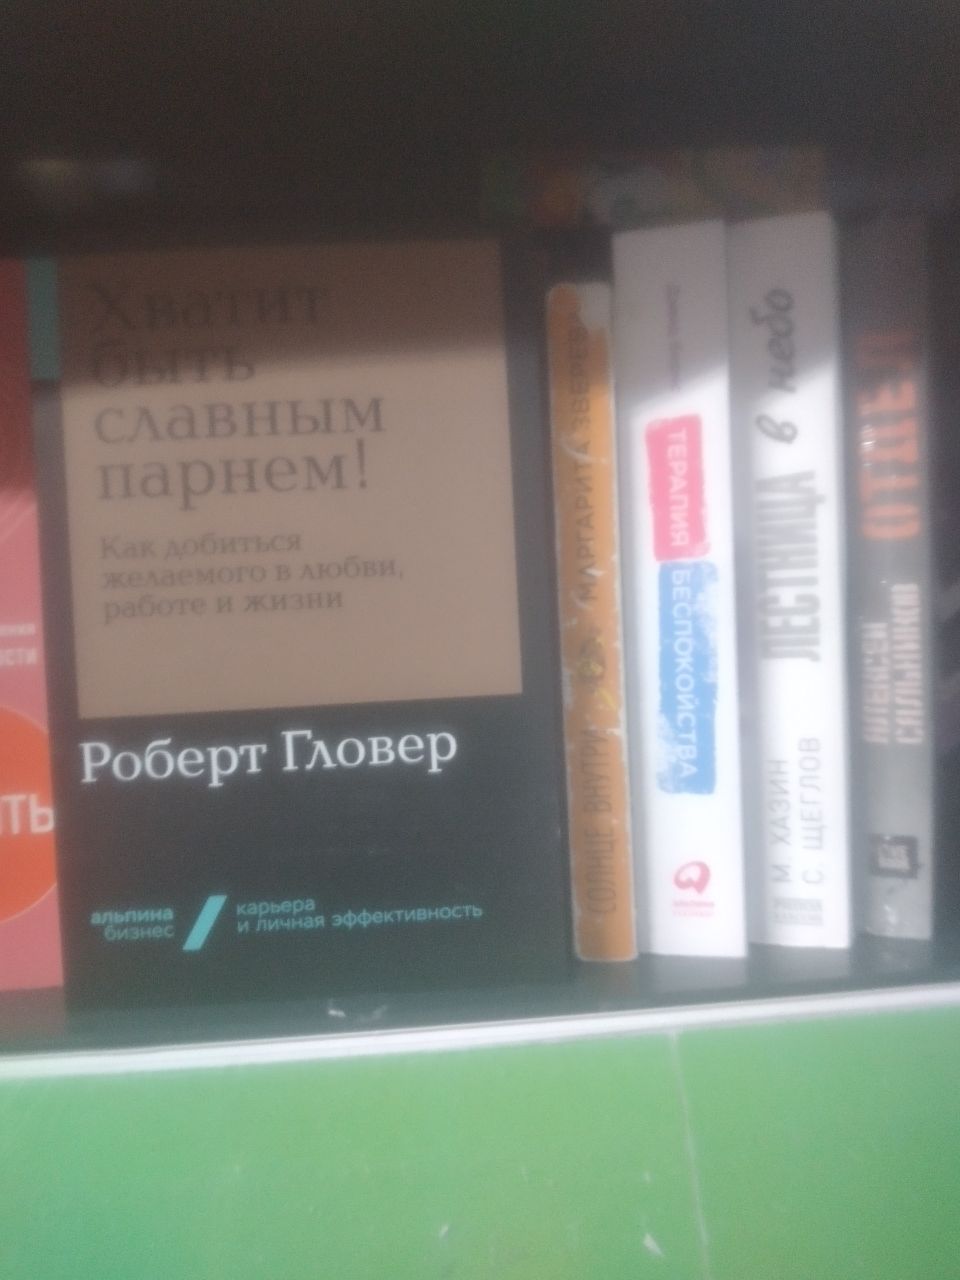 Хватит
быть
славным
парнем!
Как добиться
желаемого в любви,
работе и жизни
Роберт Гловер
альпина
бизнес
карьера
и личная эффективность
СОЛНЦЕ ВНУТРИ
МАРГАРИТА ЗВЕРЕВА
ТЕРАПИЯ
БЕСПОКОЙСТВА
М. ХАЗИН
С. ЩЕГЛОВ
ЛЕСТНИЦА в небо
АЛЕКСЕЙ
САЛЬНИКОВ
ОТДЕЛ